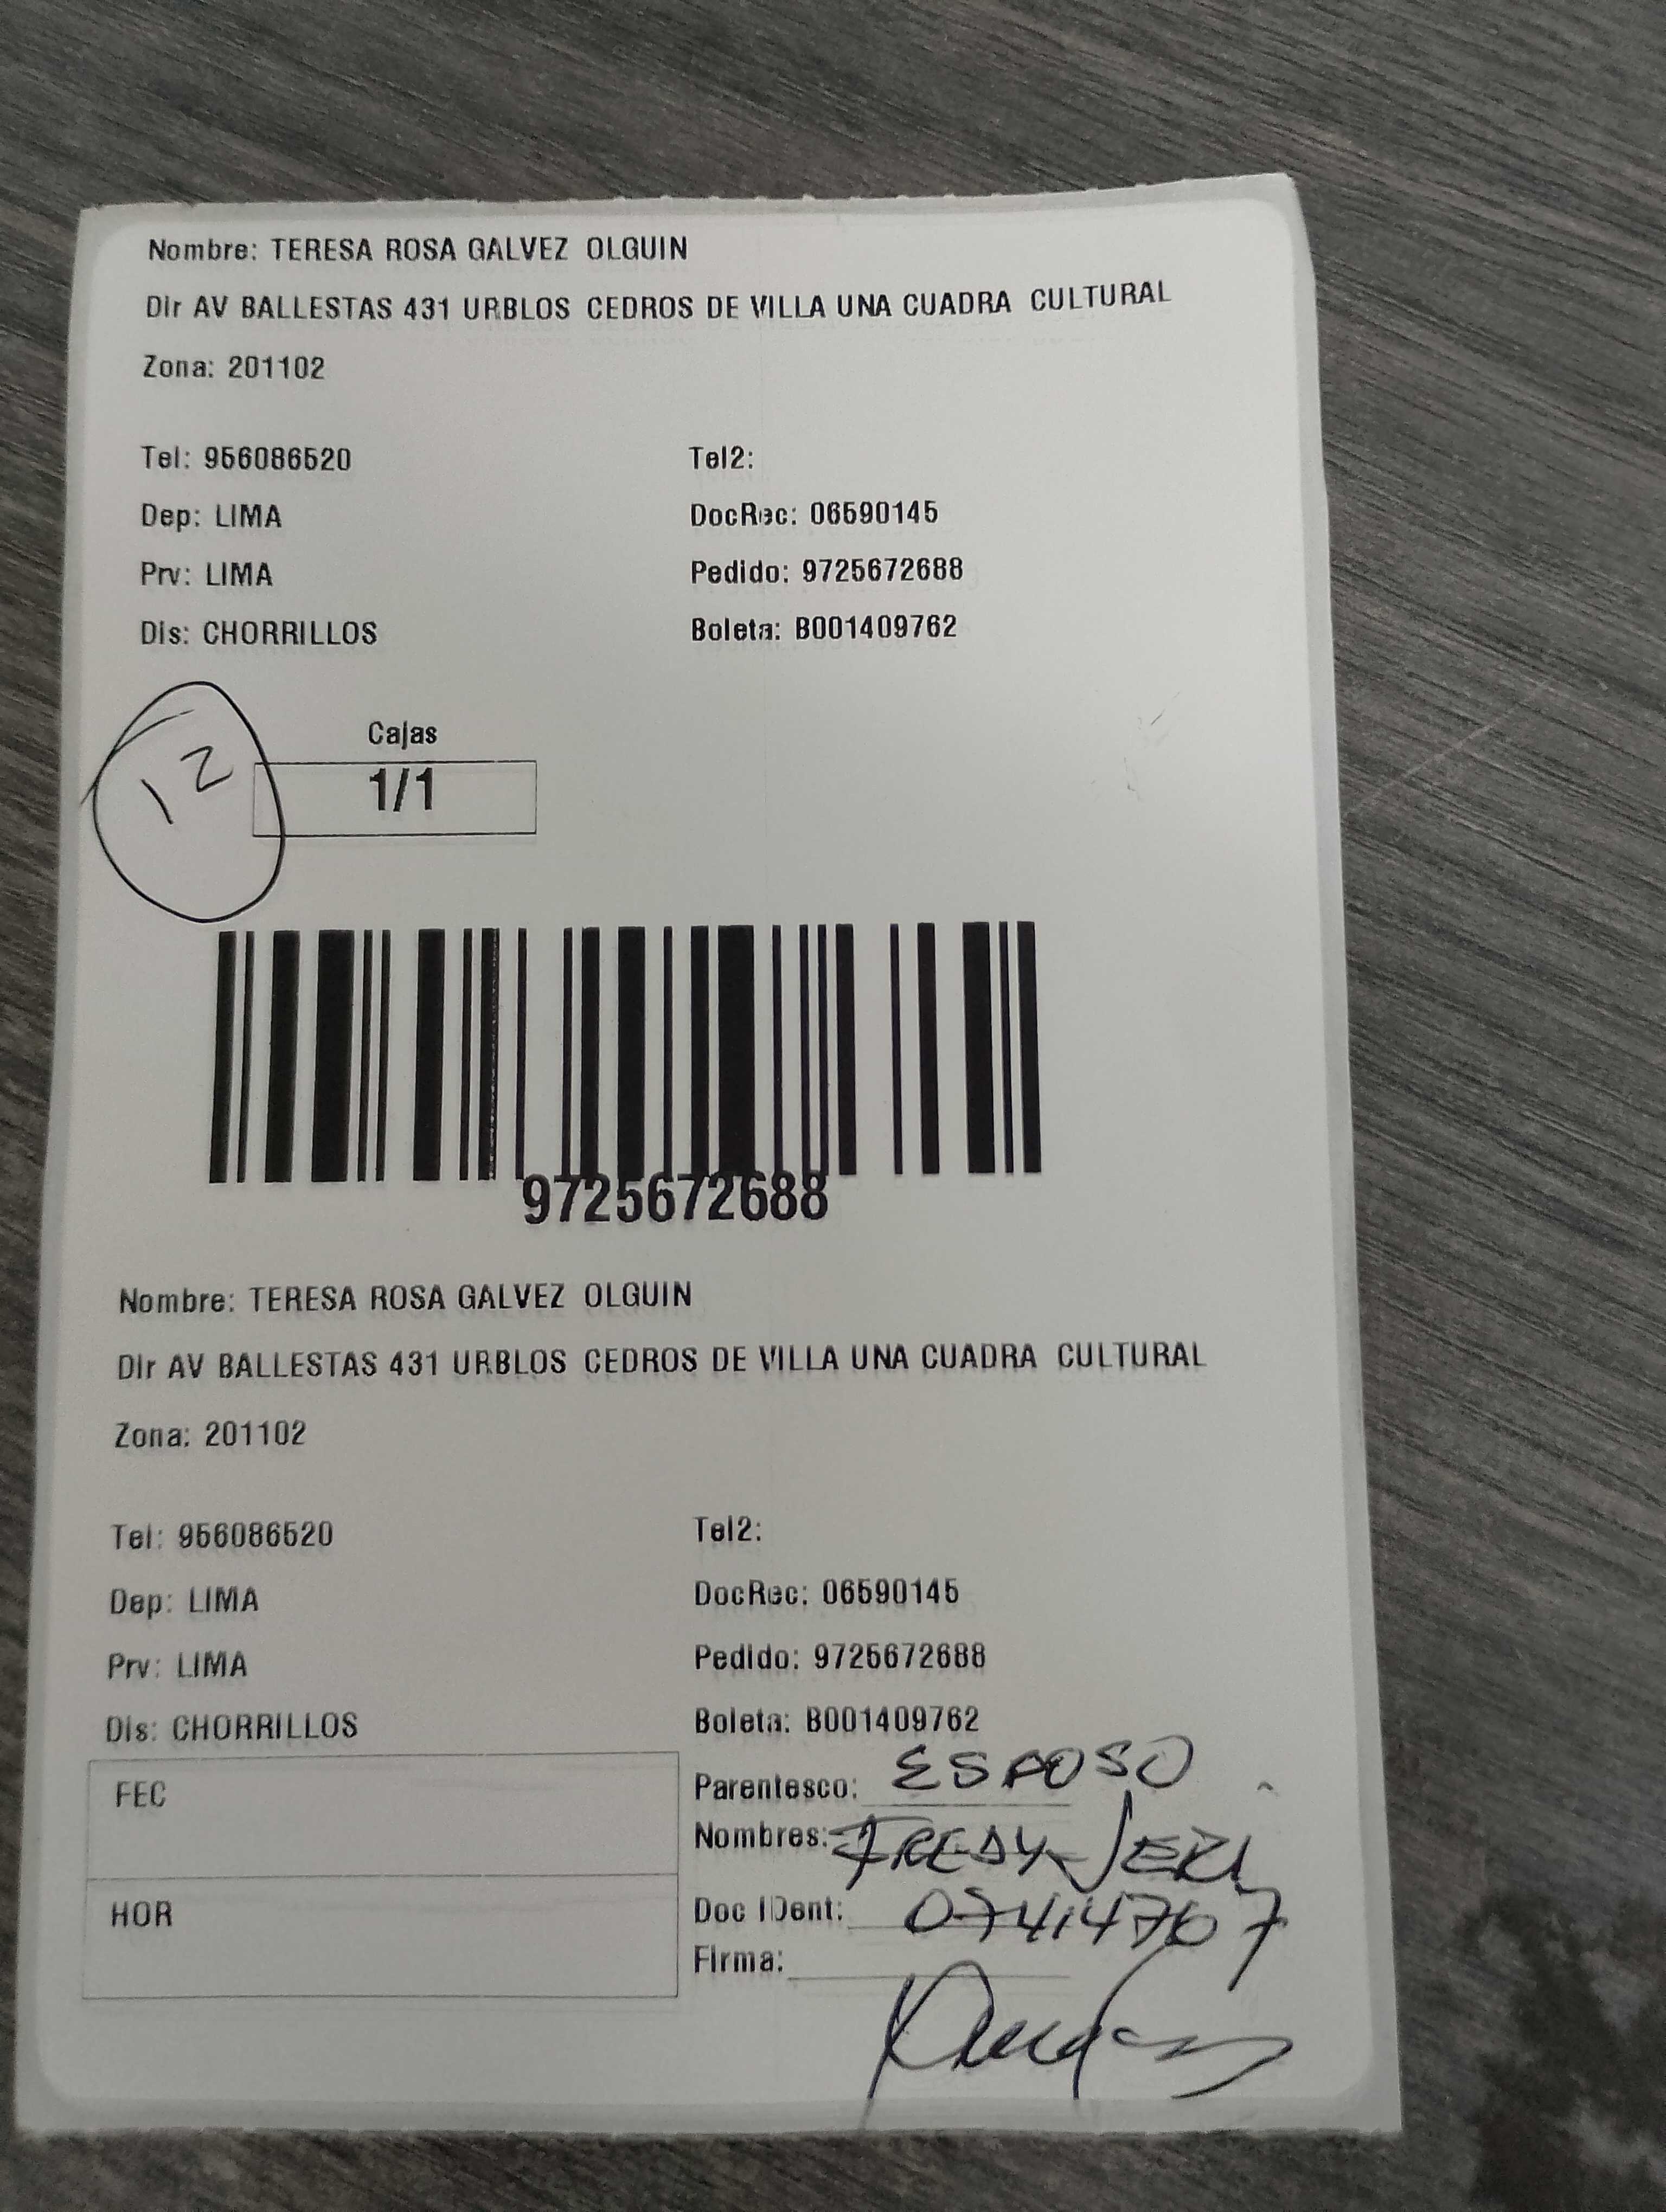 Nombre: TERESA ROSA GALVEZ OLGUIN
Dir AV BALLESTAS 431 URBLOS CEDROS DE VILLA UNA CUADRA CULTURAL
Zona: 201102
Tel: 956086520 Tel2:
Dep: LIMA DocRec: 06590145
Prv: LIMA Pedido: 9725672688
Dis: CHORRILLOS Boleta: B001409762
12
Cajas
1/1
9725672688
Nombre: TERESA ROSA GALVEZ OLGUIN
Dir AV BALLESTAS 431 URBLOS CEDROS DE VILLA UNA CUADRA CULTURAL
Zona: 201102
Tel: 956086520 Tel2:
Dep: LIMA DocRec: 06590145
Prv: LIMA Pedido: 9725672688
Dis: CHORRILLOS Boleta: B001409762
FEC
Parentesco: ESPOSO
Nombres: FREDY JERI
HOR
Doc IDent: 07414767
Firma: